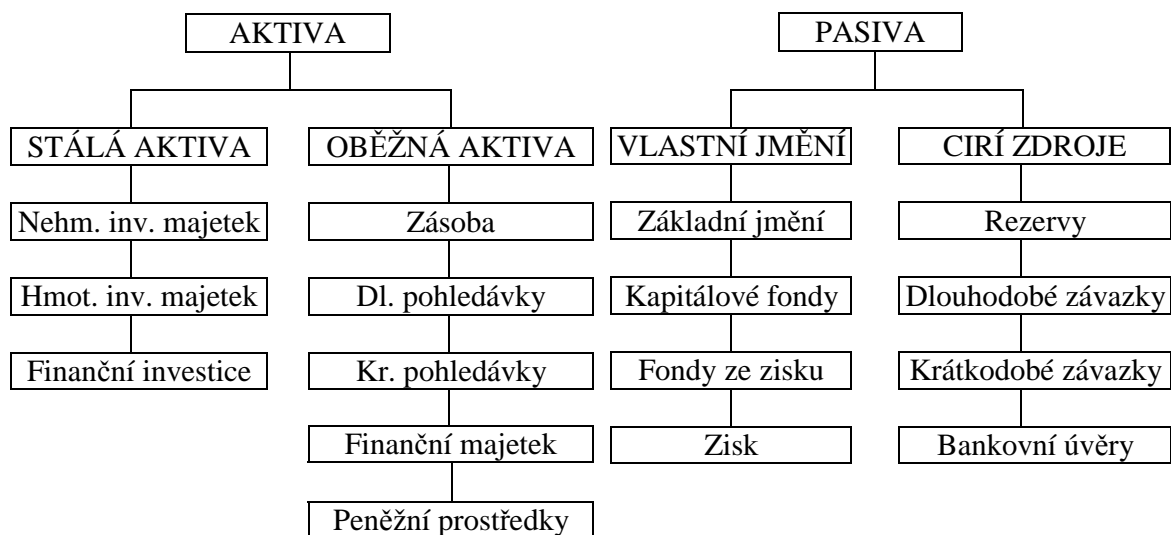 AKTIVA
PASIVA
STÁLÁ AKTIVA
OBĚŽNÁ AKTIVA
VLASTNÍ JMĚNÍ
CIRÍ ZDROJE
Nehm. inv. majetek
Zásoba
Základní jmění
Rezervy
Hmot. inv. majetek
Dl. pohledávky
Kapitálové fondy
Dlouhodobé závazky
Finanční investice
Kr. pohledávky
Fondy ze zisku
Krátkodobé závazky
Finanční majetek
Zisk
Bankovní úvěry
Peněžní prostředky